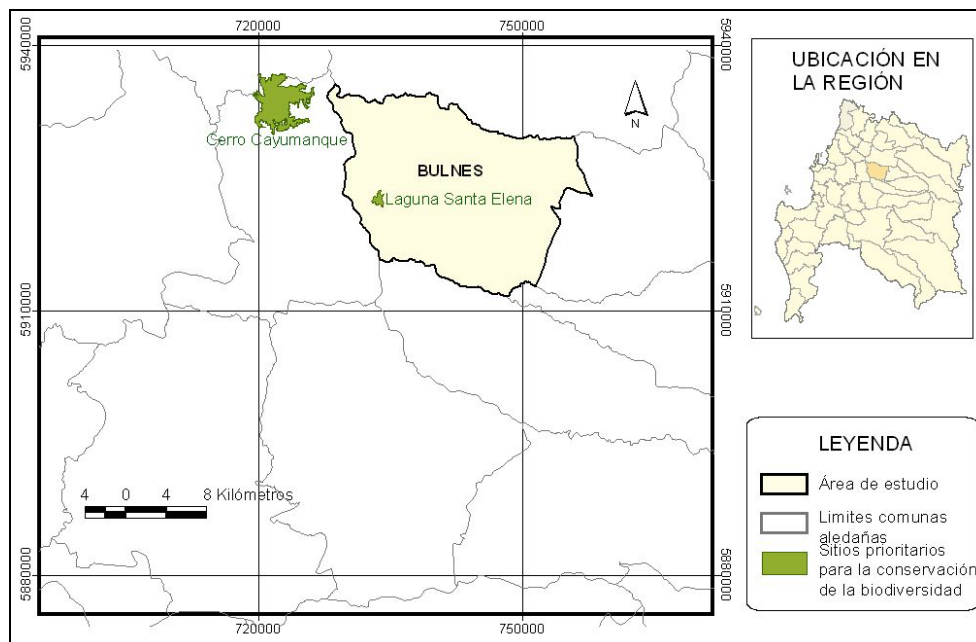 720000
750000
5940000
5940000
Cerro Cayumanque
BULNES
Laguna Santa Elena
N
5910000
5910000
4 0 4 8 Kilómetros
5880000
5880000
720000
750000
UBICACIÓN EN
LA REGIÓN
LEYENDA
Área de estudio
Limites comunas
aledañas
Sitios prioritarios
para la conservación
de la biodiversidad